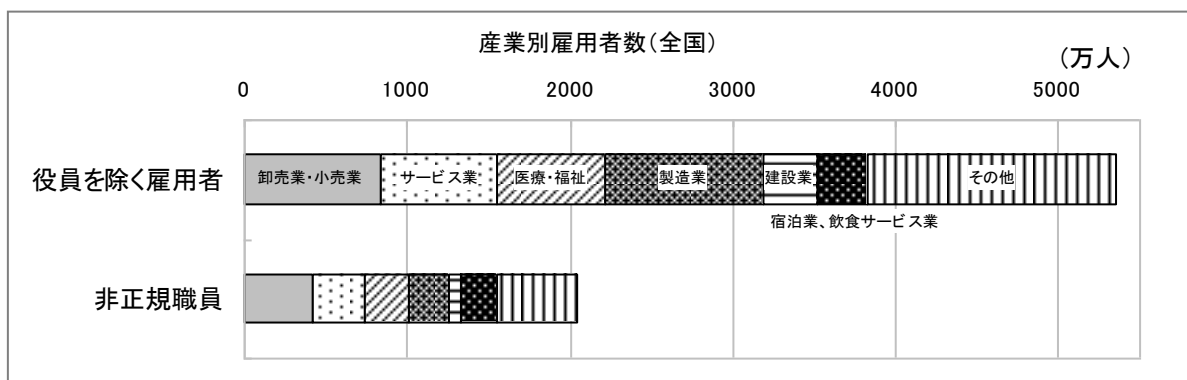 産業別雇用者数(全国)
(万人)
0 1000 2000 3000 4000 5000
役員を除く雇用者
卸売業・小売業 サービス業 医療・福祉 製造業 建設業 その他
宿泊業、飲食サービス業
非正規職員